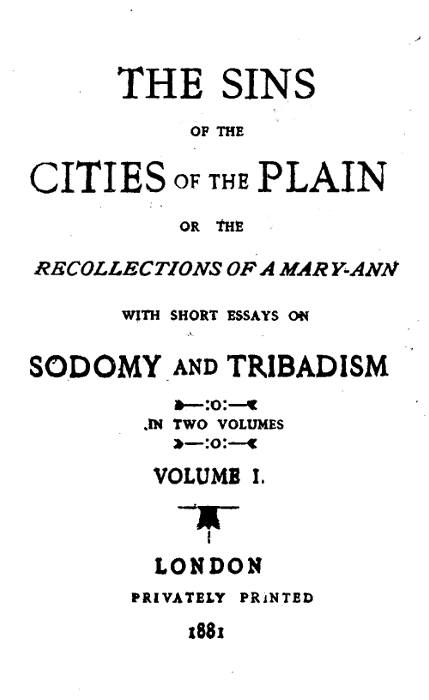 THE SINS
OF THE
CITIES OF THE PLAIN
OR THE
RECOLLECTIONS OF A MARY-ANN
WITH SHORT ESSAYS ON
SODOMY AND TRIBADISM
:O:
IN TWO VOLUMES
:O:
VOLUME I.
LONDON
PRIVATELY PRINTED
1881